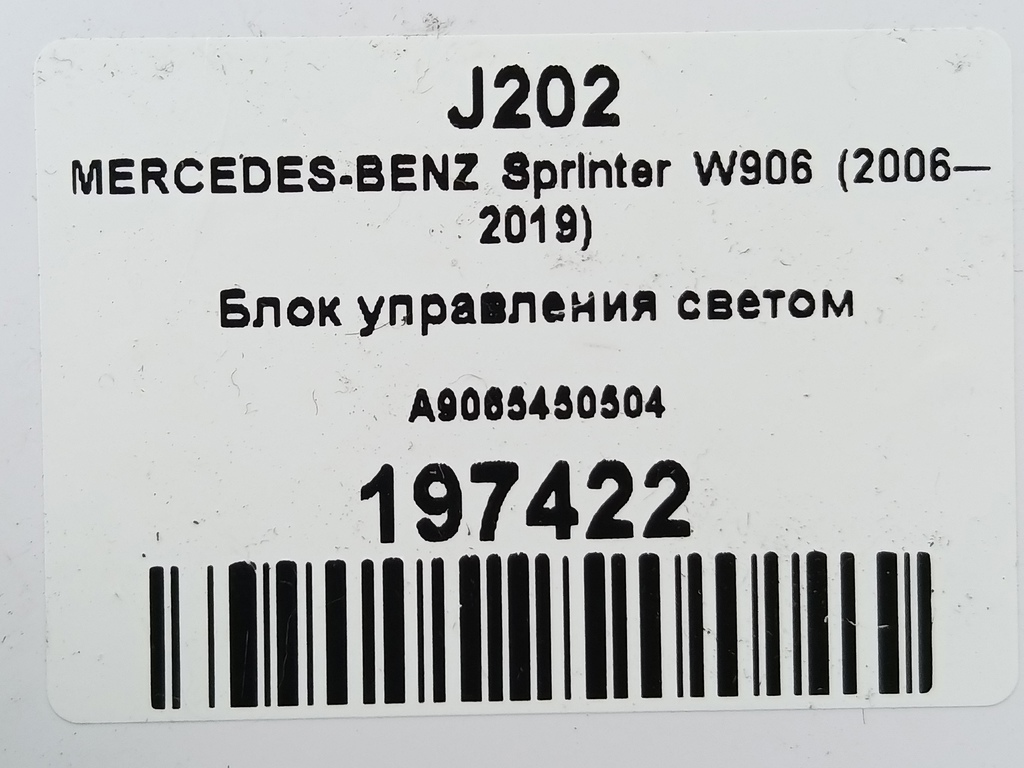 J202
MERCEDES-BENZ Sprinter W906 (2006—
2019)
Блок управления светом
A9065450504
197422